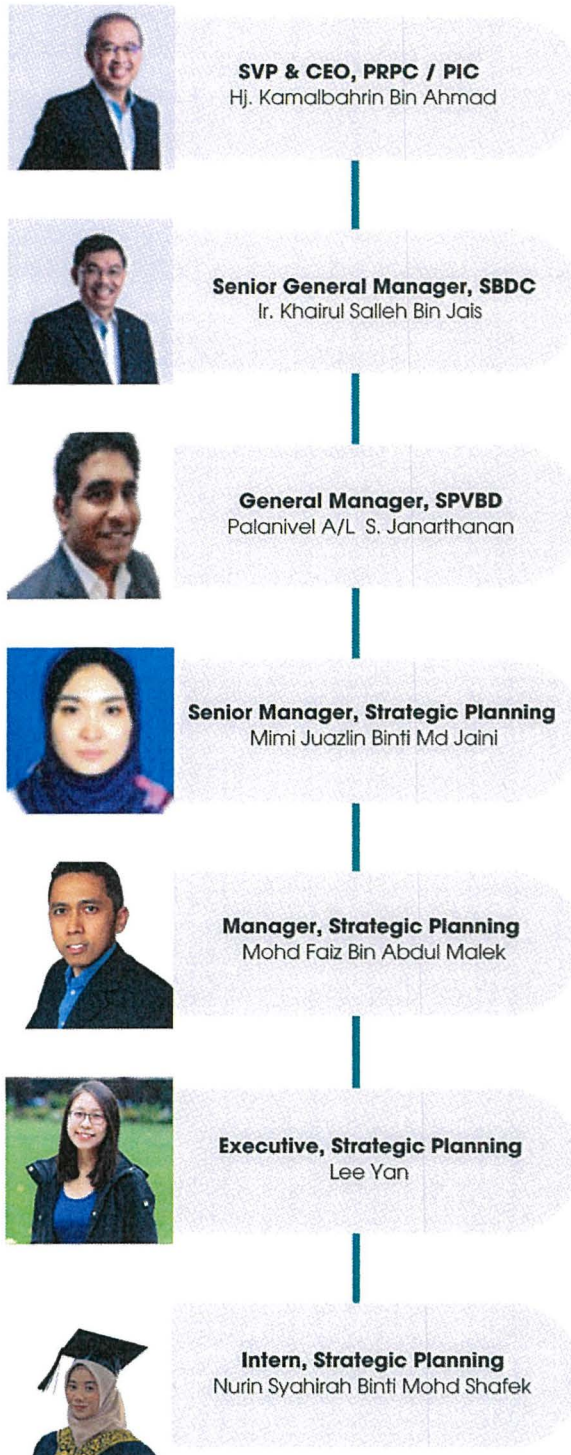 SVP & CEO, PRPC / PIC
Hj. Kamalbahrin Bin Ahmad
Senior General Manager, SBDC
Ir. Khairul Salleh Bin Jais
General Manager, SPVBD
Palanivel A/L S. Janarthanan
Senior Manager, Strategic Planning
Mimi Juazlin Binti Md Jaini
Manager, Strategic Planning
Mohd Faiz Bin Abdul Malek
Executive, Strategic Planning
Lee Yan
Intern, Strategic Planning
Nurin Syahirah Binti Mohd Shafek